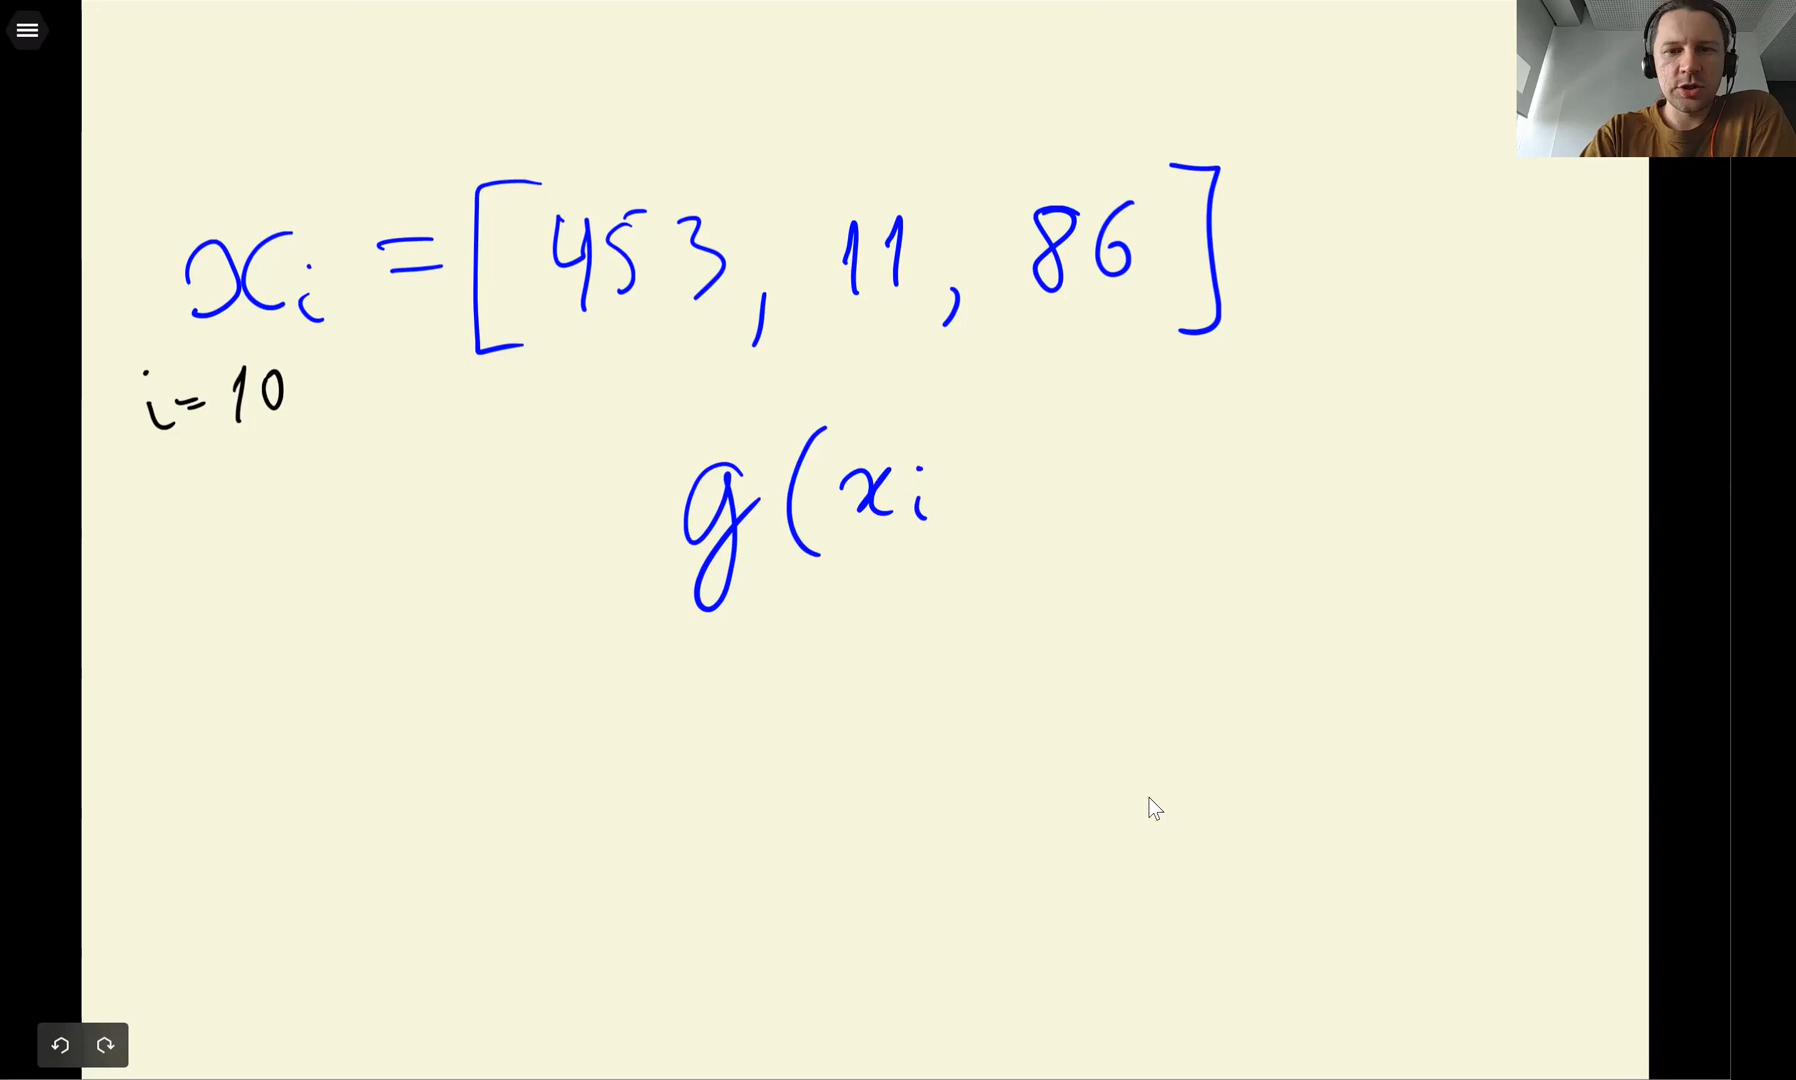 xᵢ = [453, 11, 86]
i = 10
g(xᵢ